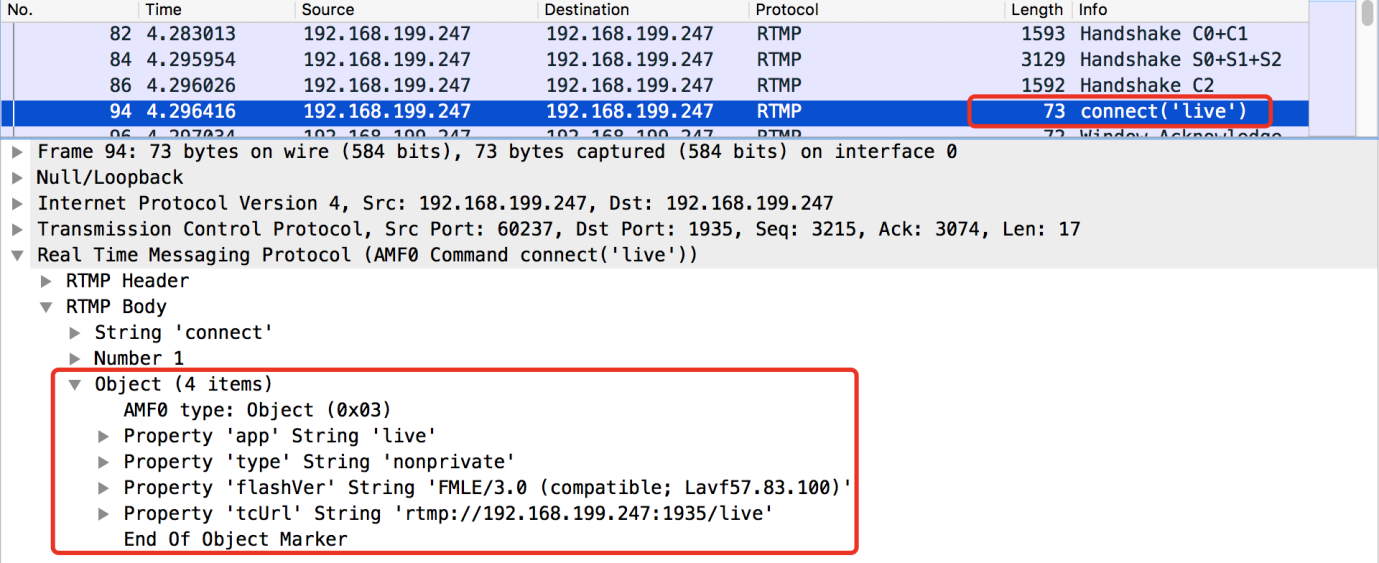 No. Time Source Destination Protocol Length Info
82 4.283013 192.168.199.247 192.168.199.247 RTMP 1593 Handshake C0+C1
84 4.295954 192.168.199.247 192.168.199.247 RTMP 3129 Handshake S0+S1+S2
86 4.296026 192.168.199.247 192.168.199.247 RTMP 1592 Handshake C2
94 4.296416 192.168.199.247 192.168.199.247 RTMP 73 connect('live')
96 4.297034 192.168.199.247 192.168.199.247 RTMP 72 Window Acknowledge
Frame 94: 73 bytes on wire (584 bits), 73 bytes captured (584 bits) on interface 0
Null/Loopback
Internet Protocol Version 4, Src: 192.168.199.247, Dst: 192.168.199.247
Transmission Control Protocol, Src Port: 60237, Dst Port: 1935, Seq: 3215, Ack: 3074, Len: 17
Real Time Messaging Protocol (AMF0 Command connect('live'))
RTMP Header
RTMP Body
String 'connect'
Number 1
Object (4 items)
AMF0 type: Object (0x03)
Property 'app' String 'live'
Property 'type' String 'nonprivate'
Property 'flashVer' String 'FMLE/3.0 (compatible; Lavf57.83.100)'
Property 'tcUrl' String 'rtmp://192.168.199.247:1935/live'
End Of Object Marker